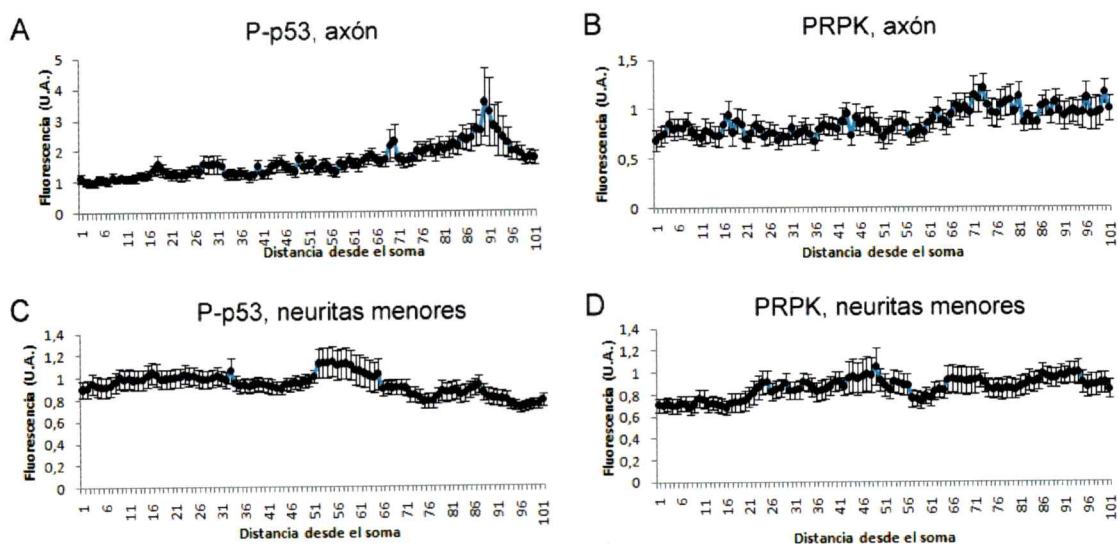 A
P-p53, axón
Fluorescencia (U.A.)
5
4
3
2
1
0
1 6 11 16 21 26 31 36 41 46 51 56 61 66 71 76 81 86 91 96 101
Distancia desde el soma
B
PRPK, axón
Fluorescencia (U.A.)
1,5
1
0,5
0
1 6 11 16 21 26 31 36 41 46 51 56 61 66 71 76 81 86 91 96 101
Distancia desde el soma
C
P-p53, neuritas menores
Fluorescencia (U.A.)
1,4
1,2
1
0,8
0,6
0,4
0,2
0
1 6 11 16 21 26 31 36 41 46 51 56 61 66 71 76 81 86 91 96 101
Distancia desde el soma
D
PRPK, neuritas menores
Fluorescencia (U.A.)
1,4
1,2
1
0,8
0,6
0,4
0,2
0
1 6 11 16 21 26 31 36 41 46 51 56 61 66 71 76 81 86 91 96 101
Distancia desde el soma